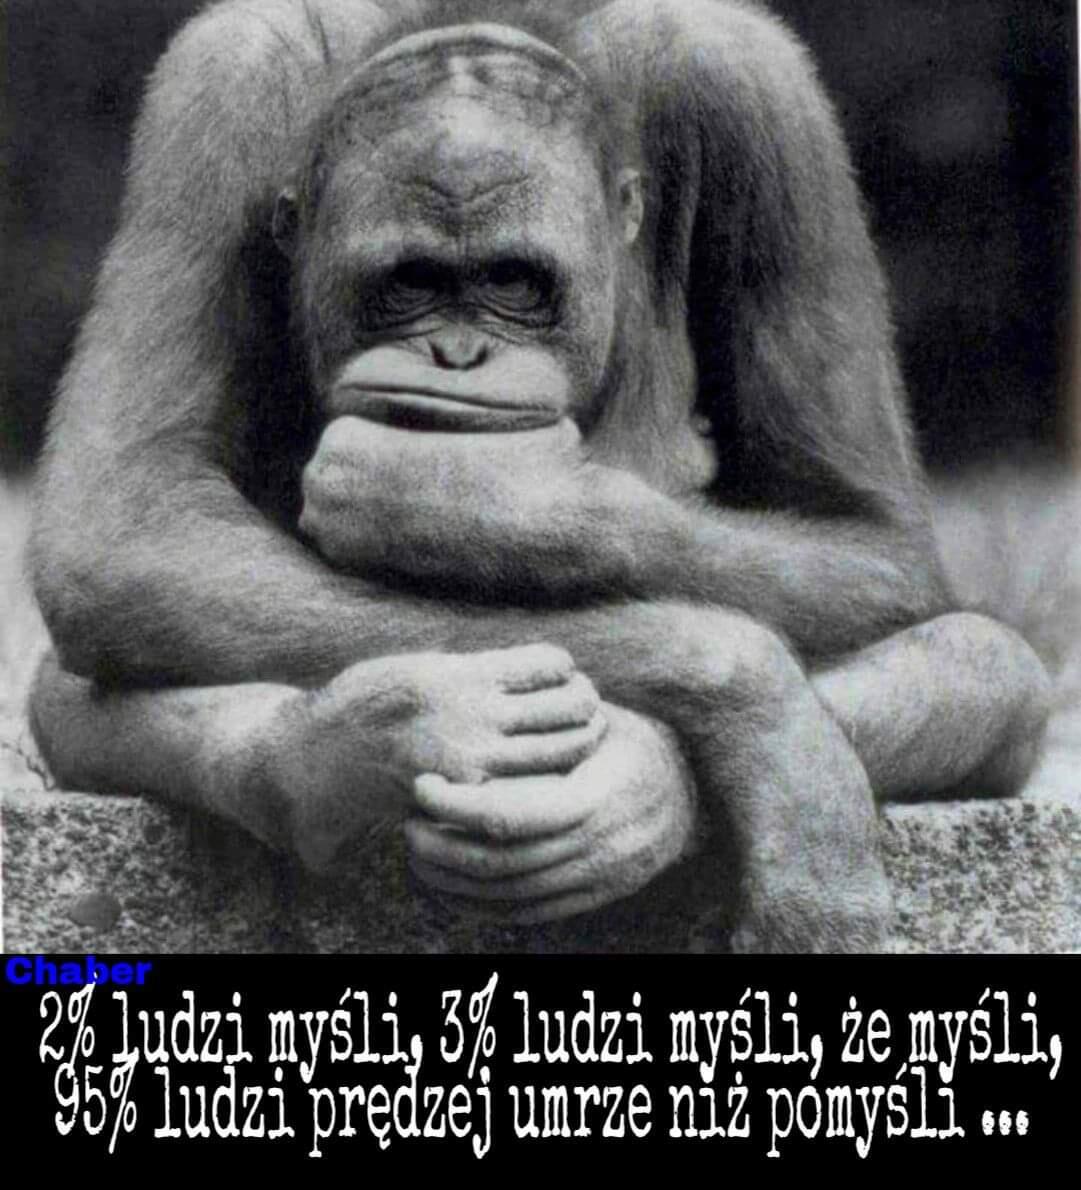 Chaber
2% ludzi myśli, 3% ludzi myśli, że myśli,
95% ludzi prędzej umrze niż pomyśli ...